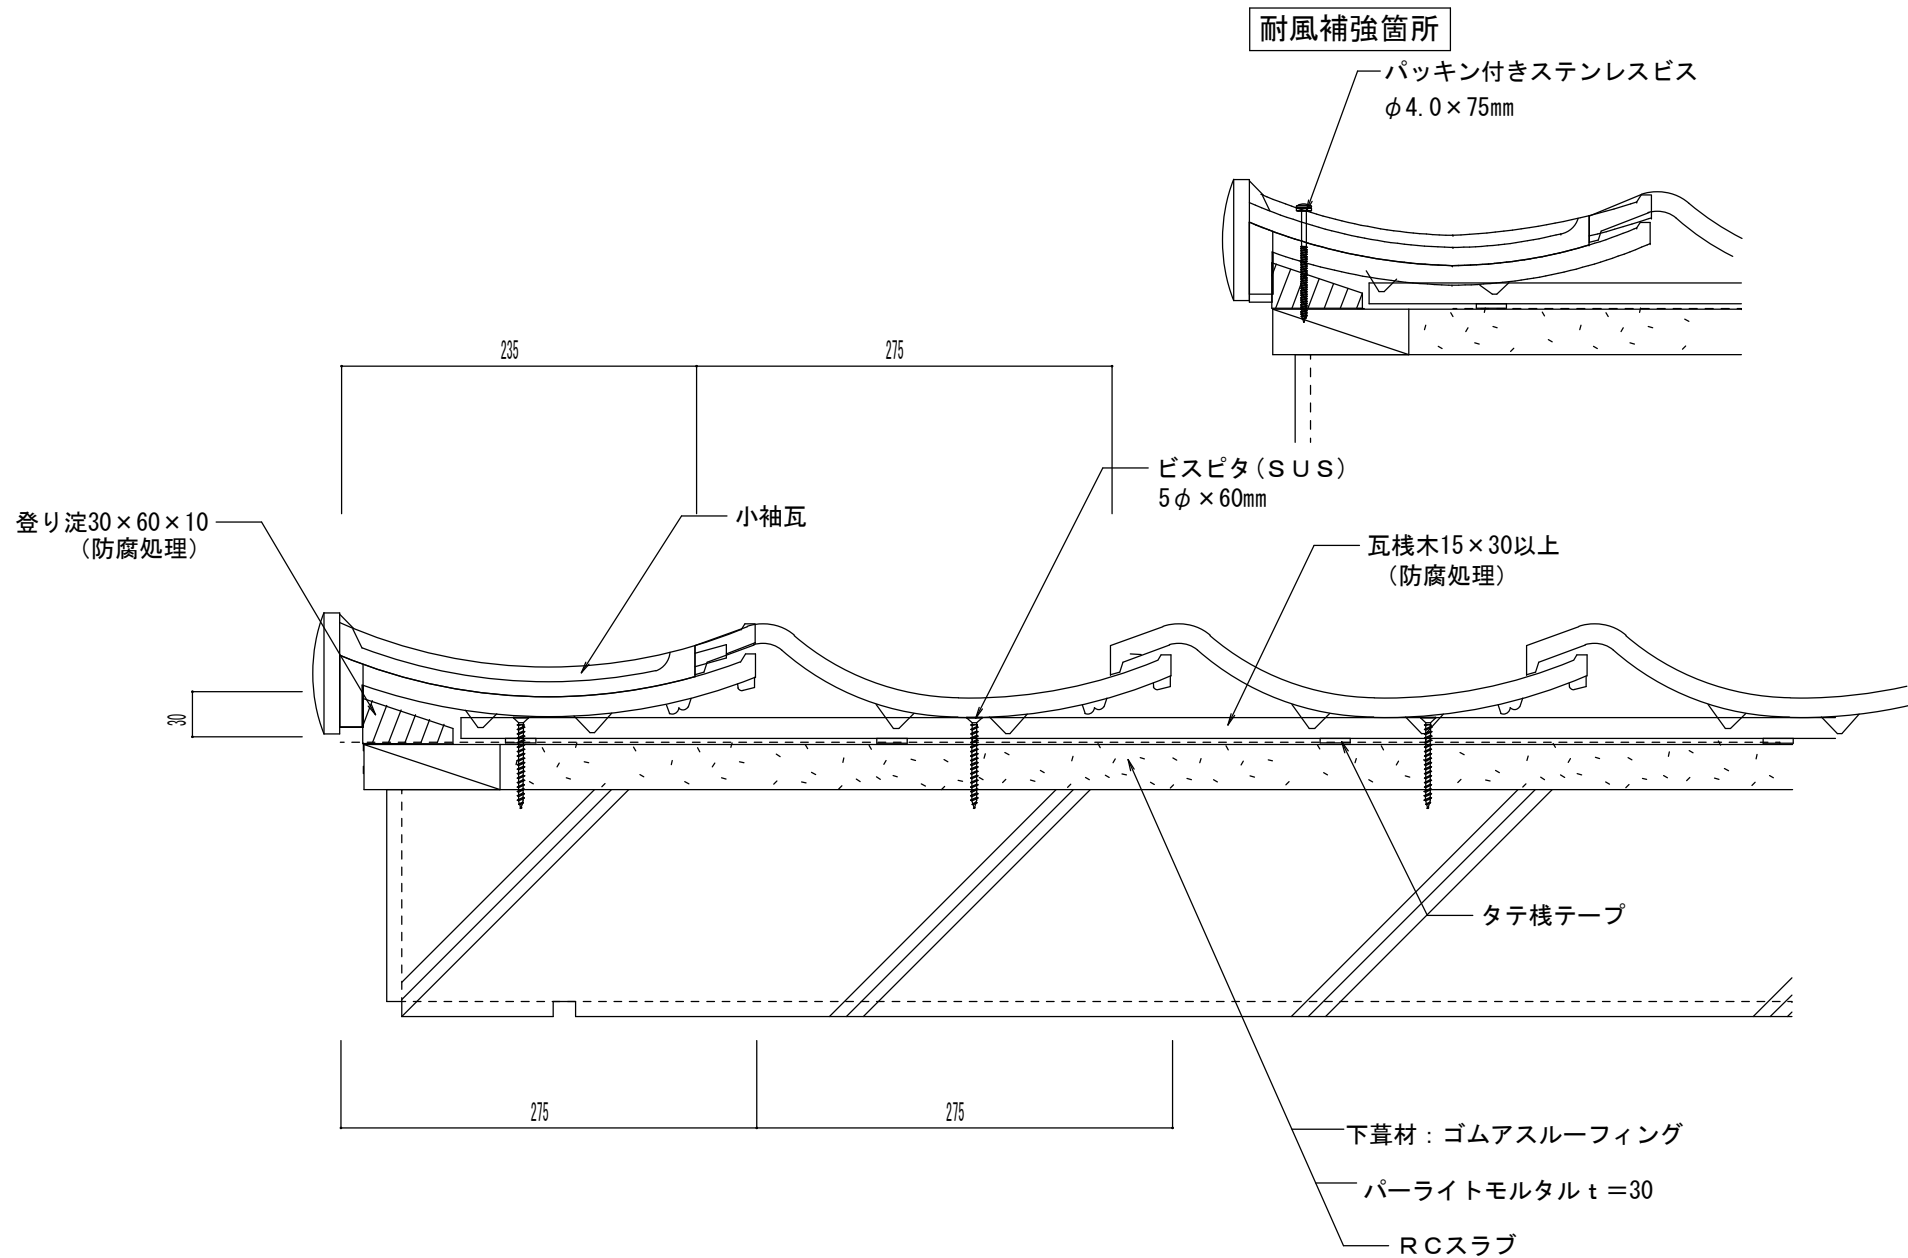 耐風補強箇所
パッキン付きステンレスビス
φ4.0×75mm
235
275
ビスピタ(SUS)
5φ×60mm
登り淀30×60×10
(防腐処理)
小袖瓦
瓦桟木15×30以上
(防腐処理)
30
タテ桟テープ
275
275
下葺材：ゴムアスルーフィング
パーライトモルタルt=30
RCスラブ